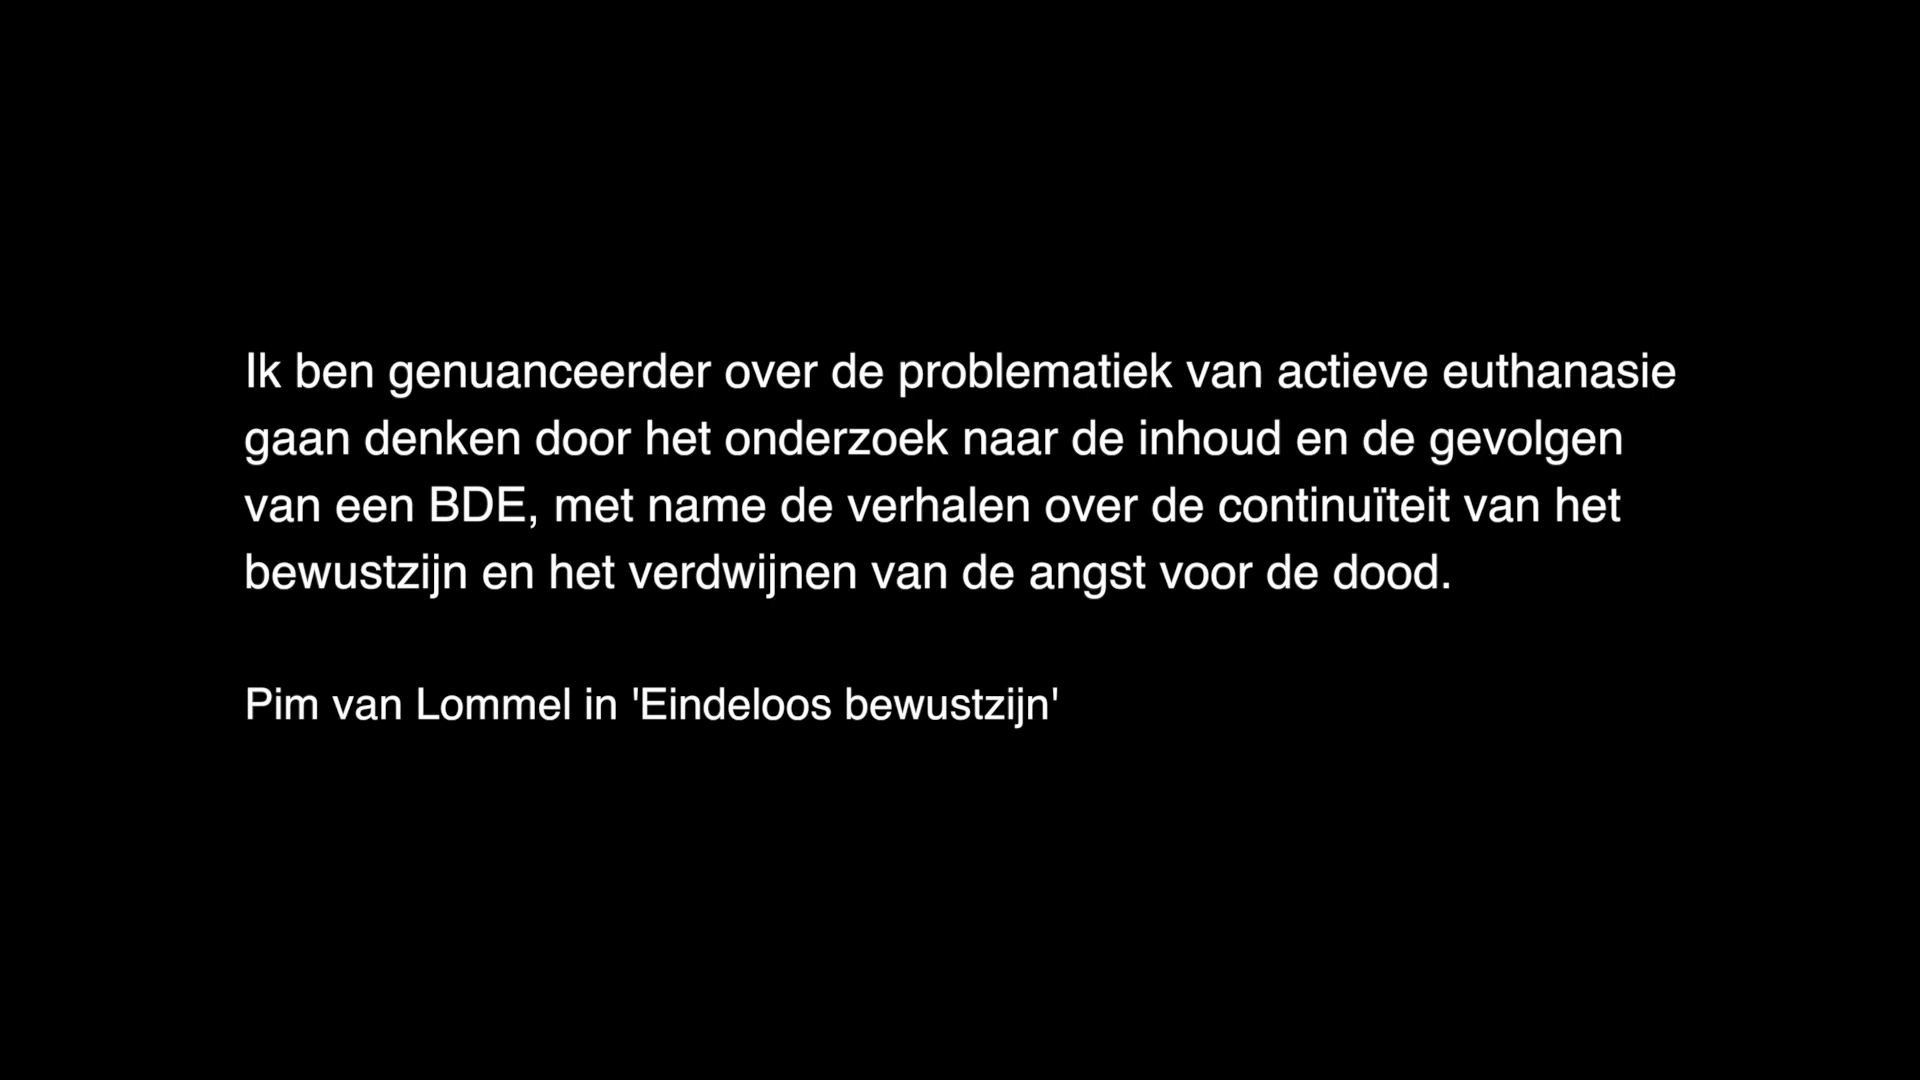 Ik ben genuanceerder over de problematiek van actieve euthanasie
gaan denken door het onderzoek naar de inhoud en de gevolgen
van een BDE, met name de verhalen over de continuïteit van het
bewustzijn en het verdwijnen van de angst voor de dood.
Pim van Lommel in 'Eindeloos bewustzijn'